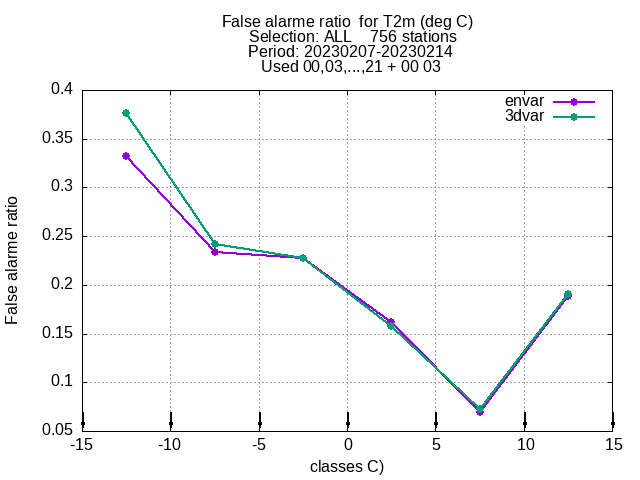 False alarme ratio  for T2m (deg C)
Selection: ALL    756 stations
Period: 20230207-20230214
Used 00,03,...,21 + 00 03
envar
3dvar
0.4
0.35
0.3
0.25
0.2
0.15
0.1
0.05
False alarme ratio
-15 -10 -5 0 5 10 15
classes C)